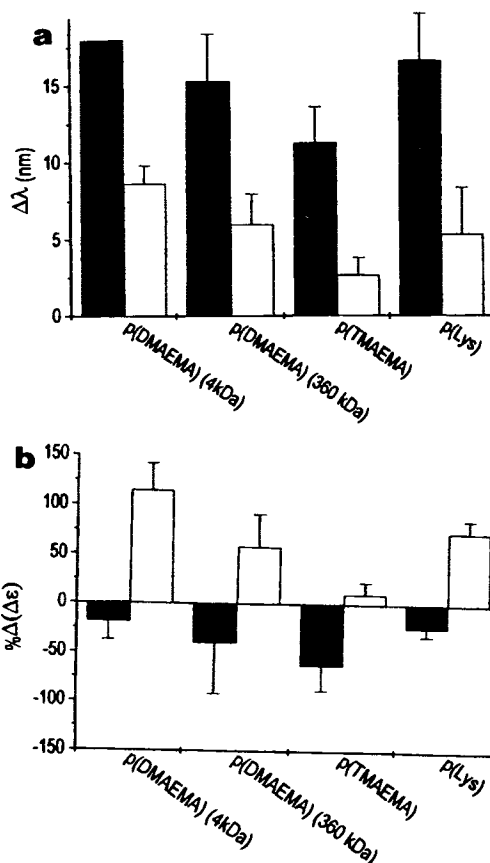 a
15
10
5
0
Δλ (nm)
p(DMAEMA) (4kDa)
p(DMAEMA) (360 kDa)
p(TMAEMA)
p(Lys)
b
150
100
50
0
-50
-100
-150
%Δ(Δε)
p(DMAEMA) (4kDa)
p(DMAEMA) (360 kDa)
p(TMAEMA)
p(Lys)